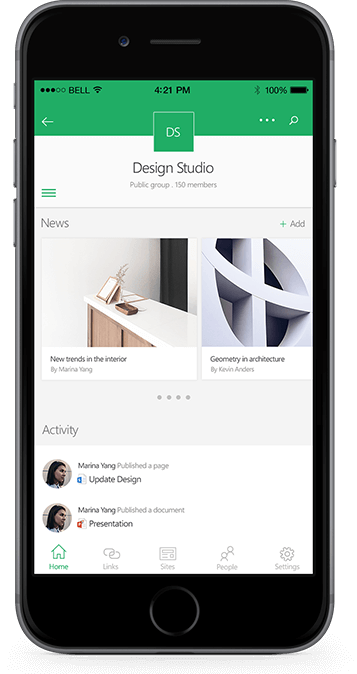 BELL 4:21 PM 100%
DS
Design Studio
Public group . 150 members
News + Add
New trends in the interior
By Marina Yang
Geometry in architecture
By Kevin Anders
Activity
Marina Yang Published a page
Update Design
Marina Yang Published a document
Presentation
Home Links Sites People Settings